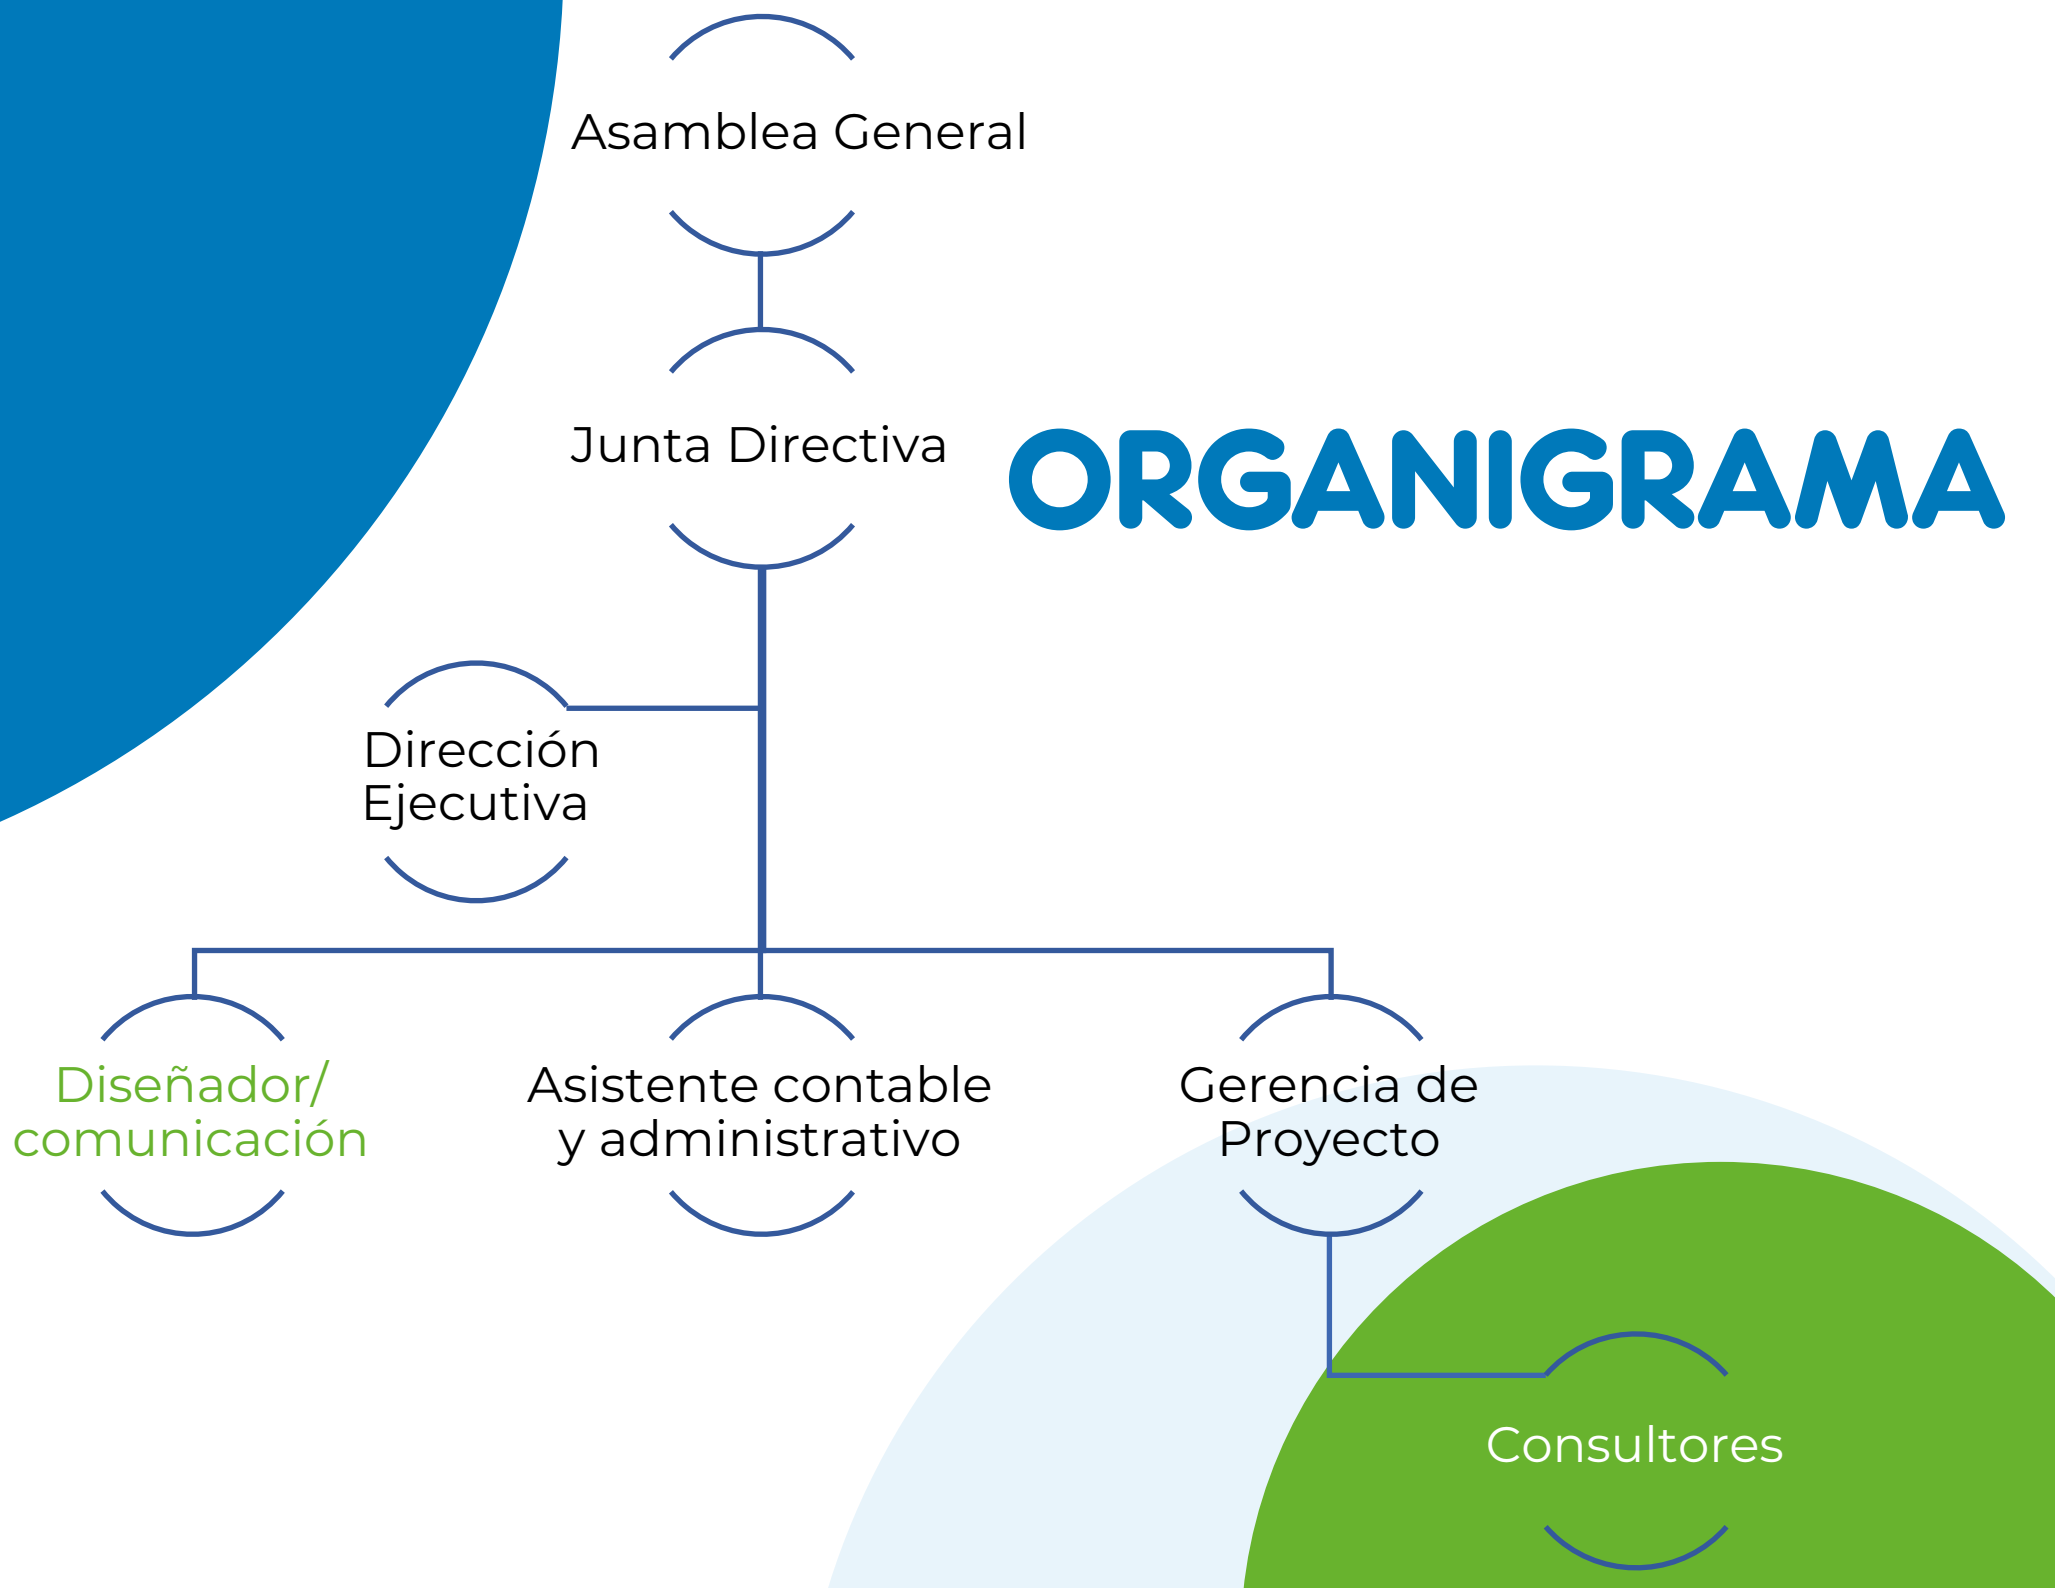 Asamblea General
Junta Directiva
ORGANIGRAMA
Dirección
Ejecutiva
Diseñador/
comunicación
Asistente contable
y administrativo
Gerencia de
Proyecto
Consultores